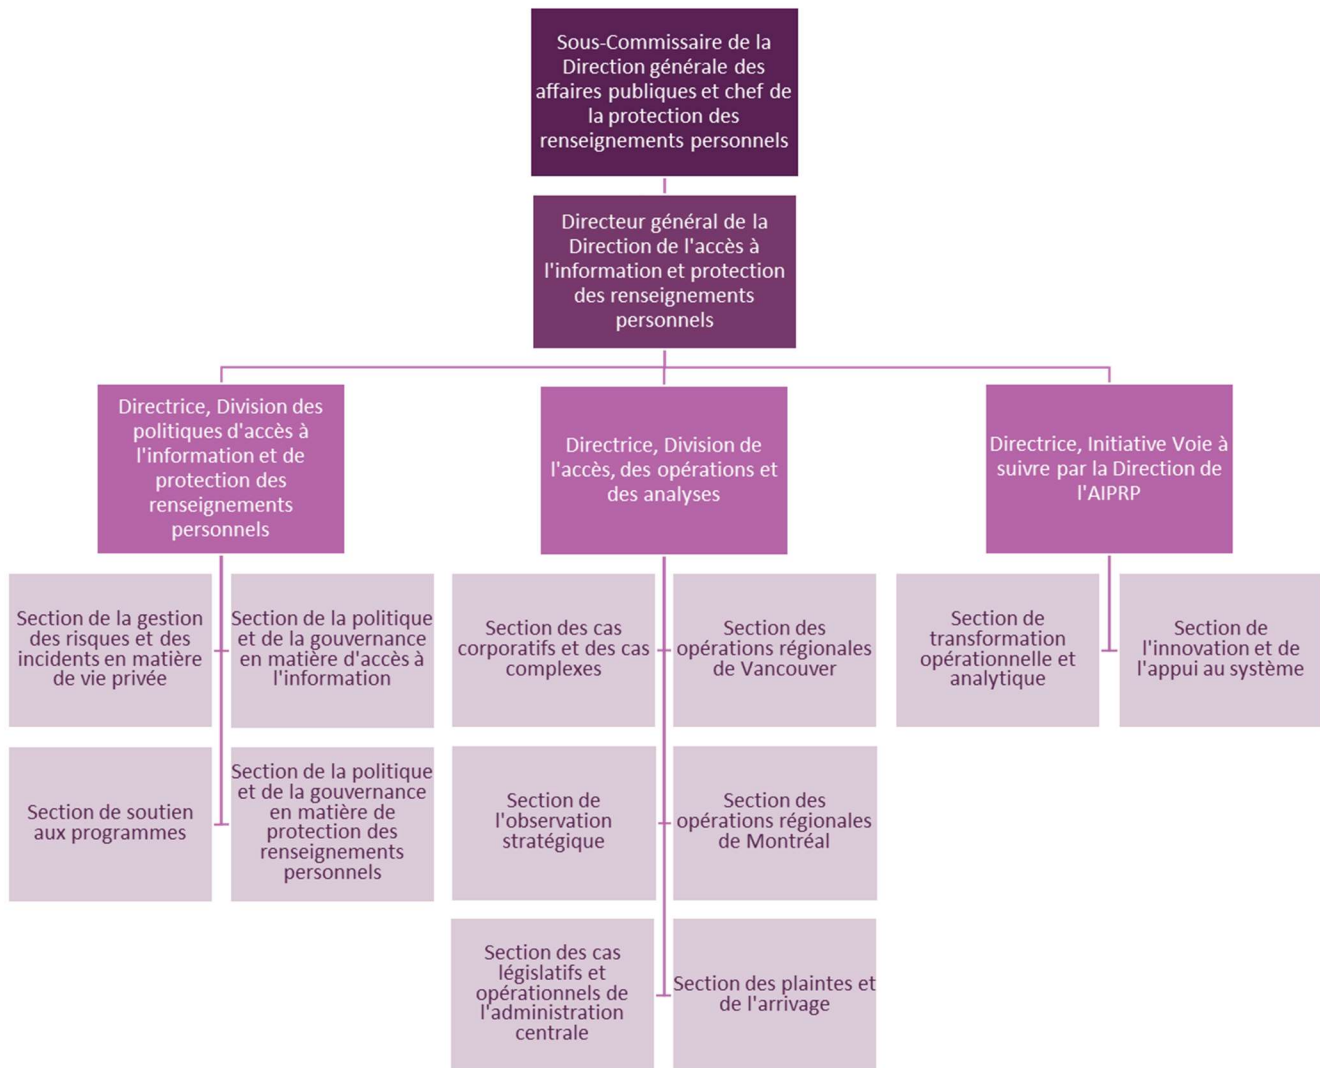 Sous-Commissaire de la
Direction générale des
affaires publiques et chef de
la protection des
renseignements personnels
Directeur général de la
Direction de l'accès à
l'information et protection
des renseignements
personnels
Directrice, Division des
politiques d'accès à
l'information et de
protection des
renseignements
personnels
Directrice, Division de
l'accès, des opérations et
des analyses
Directrice, Initiative Voie à
suivre par la Direction de
l'AIPRP
Section de la gestion
des risques et des
incidents en matière
de vie privée
Section de la politique
et de la gouvernance
en matière d'accès à
l'information
Section de soutien
aux programmes
Section de la politique
et de la gouvernance
en matière de
protection des
renseignements
personnels
Section des cas
corporatifs et des cas
complexes
Section des
opérations régionales
de Vancouver
Section de
l'observation
stratégique
Section des
opérations régionales
de Montréal
Section des cas
législatifs et
opérationnels de
l'administration
centrale
Section des plaintes et
de l'arrivage
Section de
transformation
opérationnelle et
analytique
Section de
l'innovation et de
l'appui au système